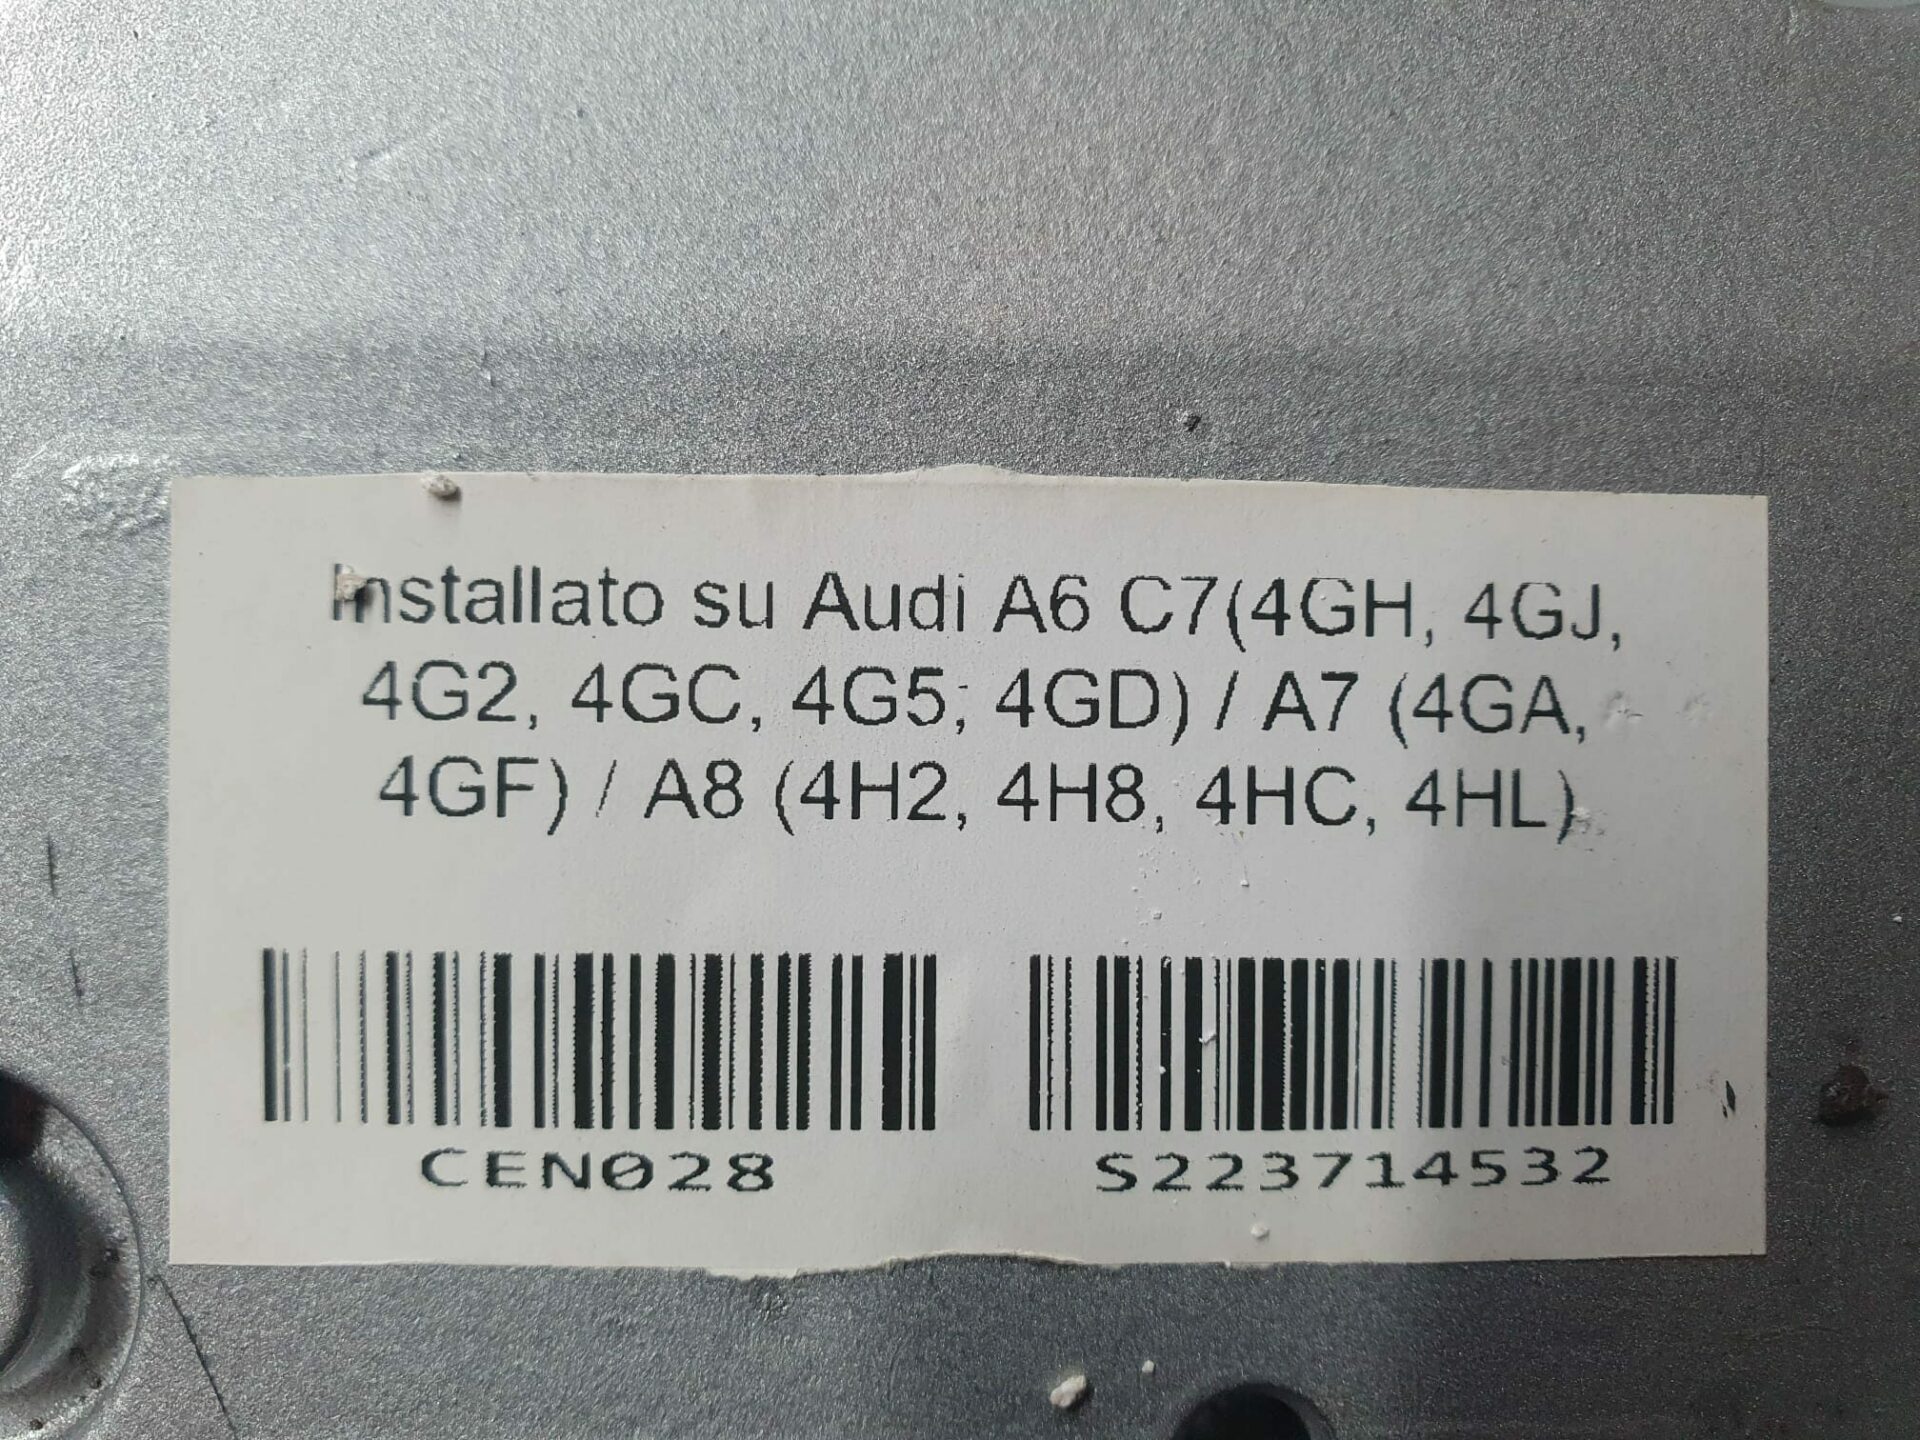 Installato su Audi A6 C7(4GH, 4GJ,
4G2, 4GC, 4G5, 4GD) / A7 (4GA,
4GF) / A8 (4H2, 4H8, 4HC, 4HL)
CEN028
S223714532